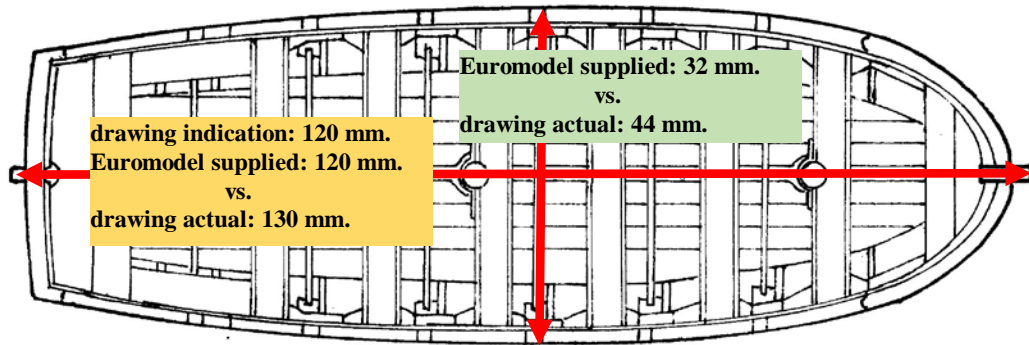 Euromodel supplied: 32 mm.
vs.
drawing actual: 44 mm.
drawing indication: 120 mm.
Euromodel supplied: 120 mm.
vs.
drawing actual: 130 mm.